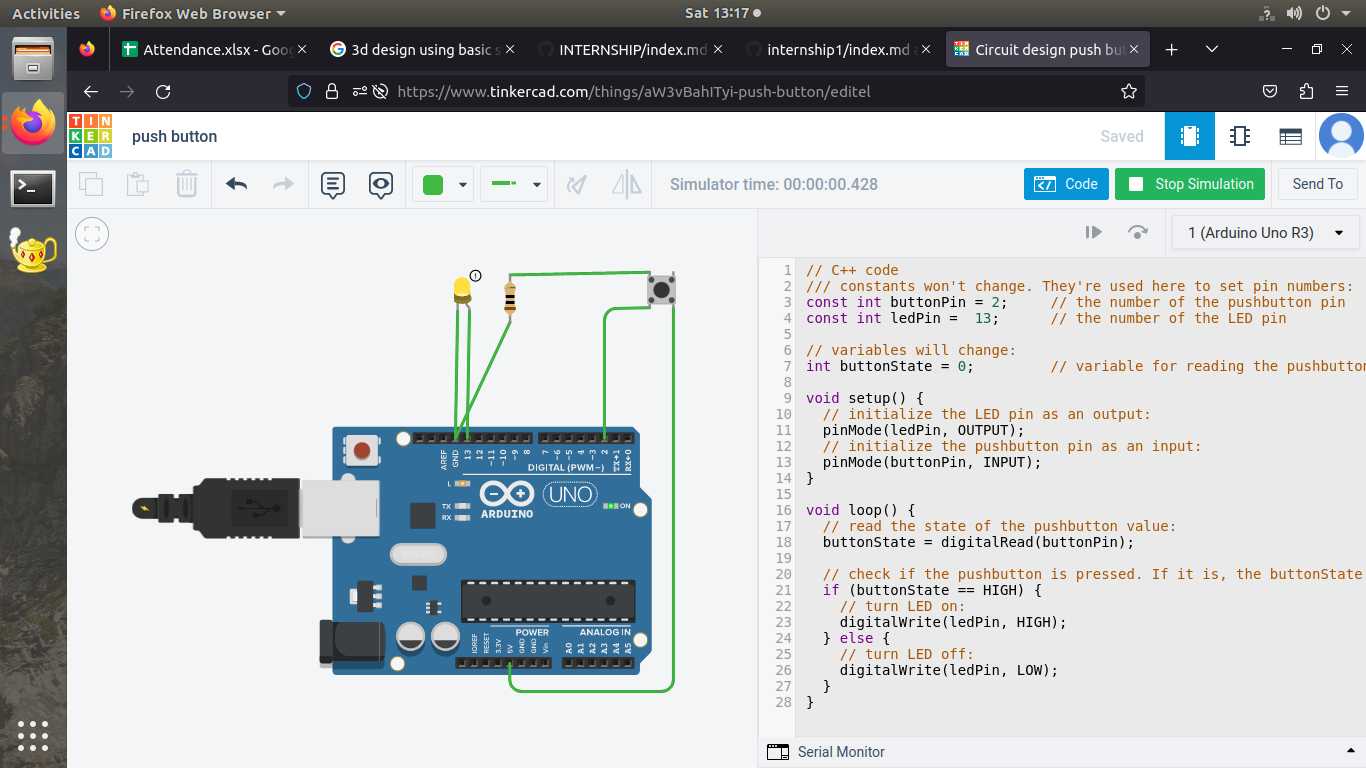 Activities
Firefox Web Browser
Sat 13:17
Attendance.xlsx - Goog
3d design using basic s
INTERNSHIP/index.md
internship1/index.md a
Circuit design push but
https://www.tinkercad.com/things/aW3vBahITyi-push-button/editel
TINKERCAD
push button
Saved
Simulator time: 00:00:00.428
Code
Stop Simulation
Send To
1 (Arduino Uno R3)
AREF
GND
13
12
~11
~10
~9
8
7
~6
~5
4
~3
2
TX→1
RX←0
DIGITAL (PWM~)
L
TX
RX
UNO
ON
ARDUINO
POWER
ANALOG IN
IOREF
RESET
3.3V
5V
GND
GND
Vin
A0
A1
A2
A3
A4
A5
1 // C++ code
2 /// constants won't change. They're used here to set pin numbers:
3 const int buttonPin = 2;     // the number of the pushbutton pin
4 const int ledPin =  13;      // the number of the LED pin
5
6 // variables will change:
7 int buttonState = 0;         // variable for reading the pushbutton
8
9 void setup() {
10   // initialize the LED pin as an output:
11   pinMode(ledPin, OUTPUT);
12   // initialize the pushbutton pin as an input:
13   pinMode(buttonPin, INPUT);
14 }
15
16 void loop() {
17   // read the state of the pushbutton value:
18   buttonState = digitalRead(buttonPin);
19
20   // check if the pushbutton is pressed. If it is, the buttonState
21   if (buttonState == HIGH) {
22     // turn LED on:
23     digitalWrite(ledPin, HIGH);
24   } else {
25     // turn LED off:
26     digitalWrite(ledPin, LOW);
27   }
28 }
Serial Monitor